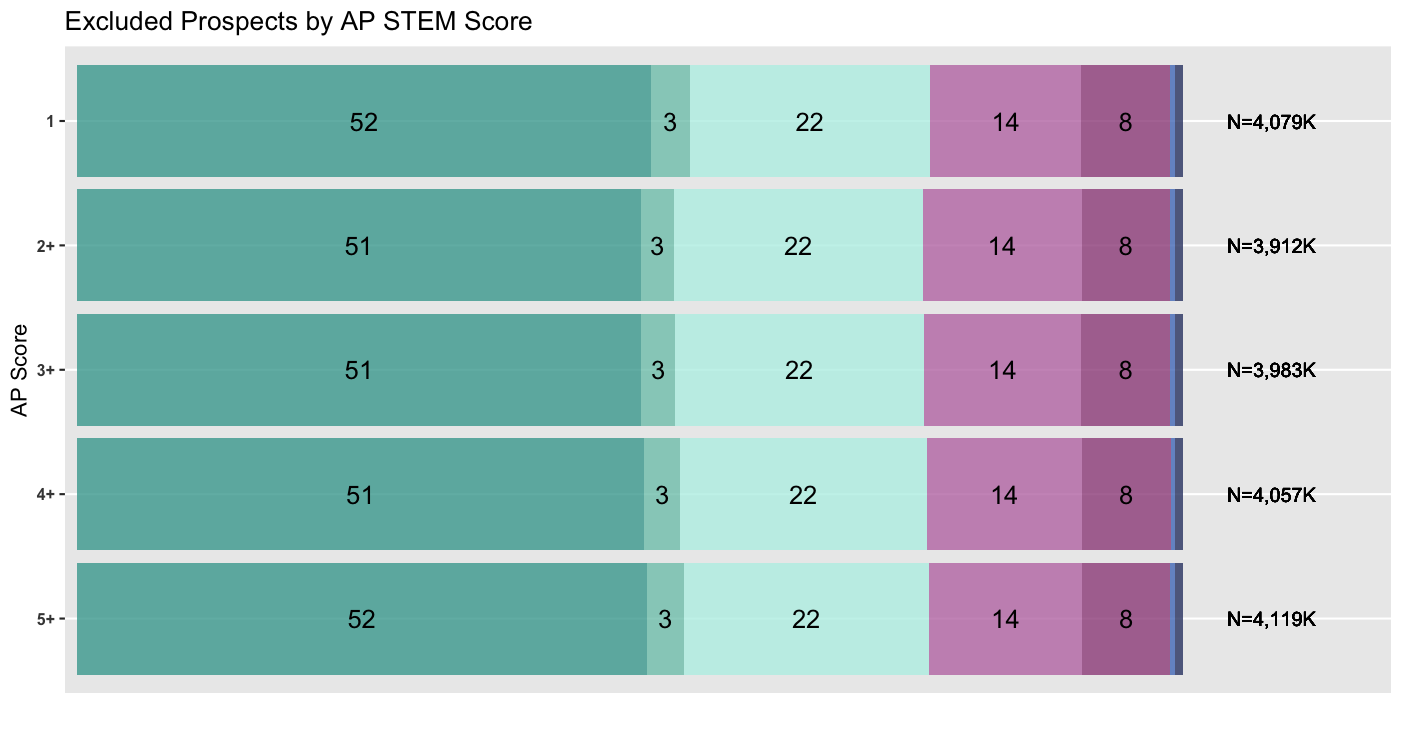 Excluded Prospects by AP STEM Score
AP Score
1 52 3 22 14 8 N=4,079K
2+ 51 3 22 14 8 N=3,912K
3+ 51 3 22 14 8 N=3,983K
4+ 51 3 22 14 8 N=4,057K
5+ 52 3 22 14 8 N=4,119K